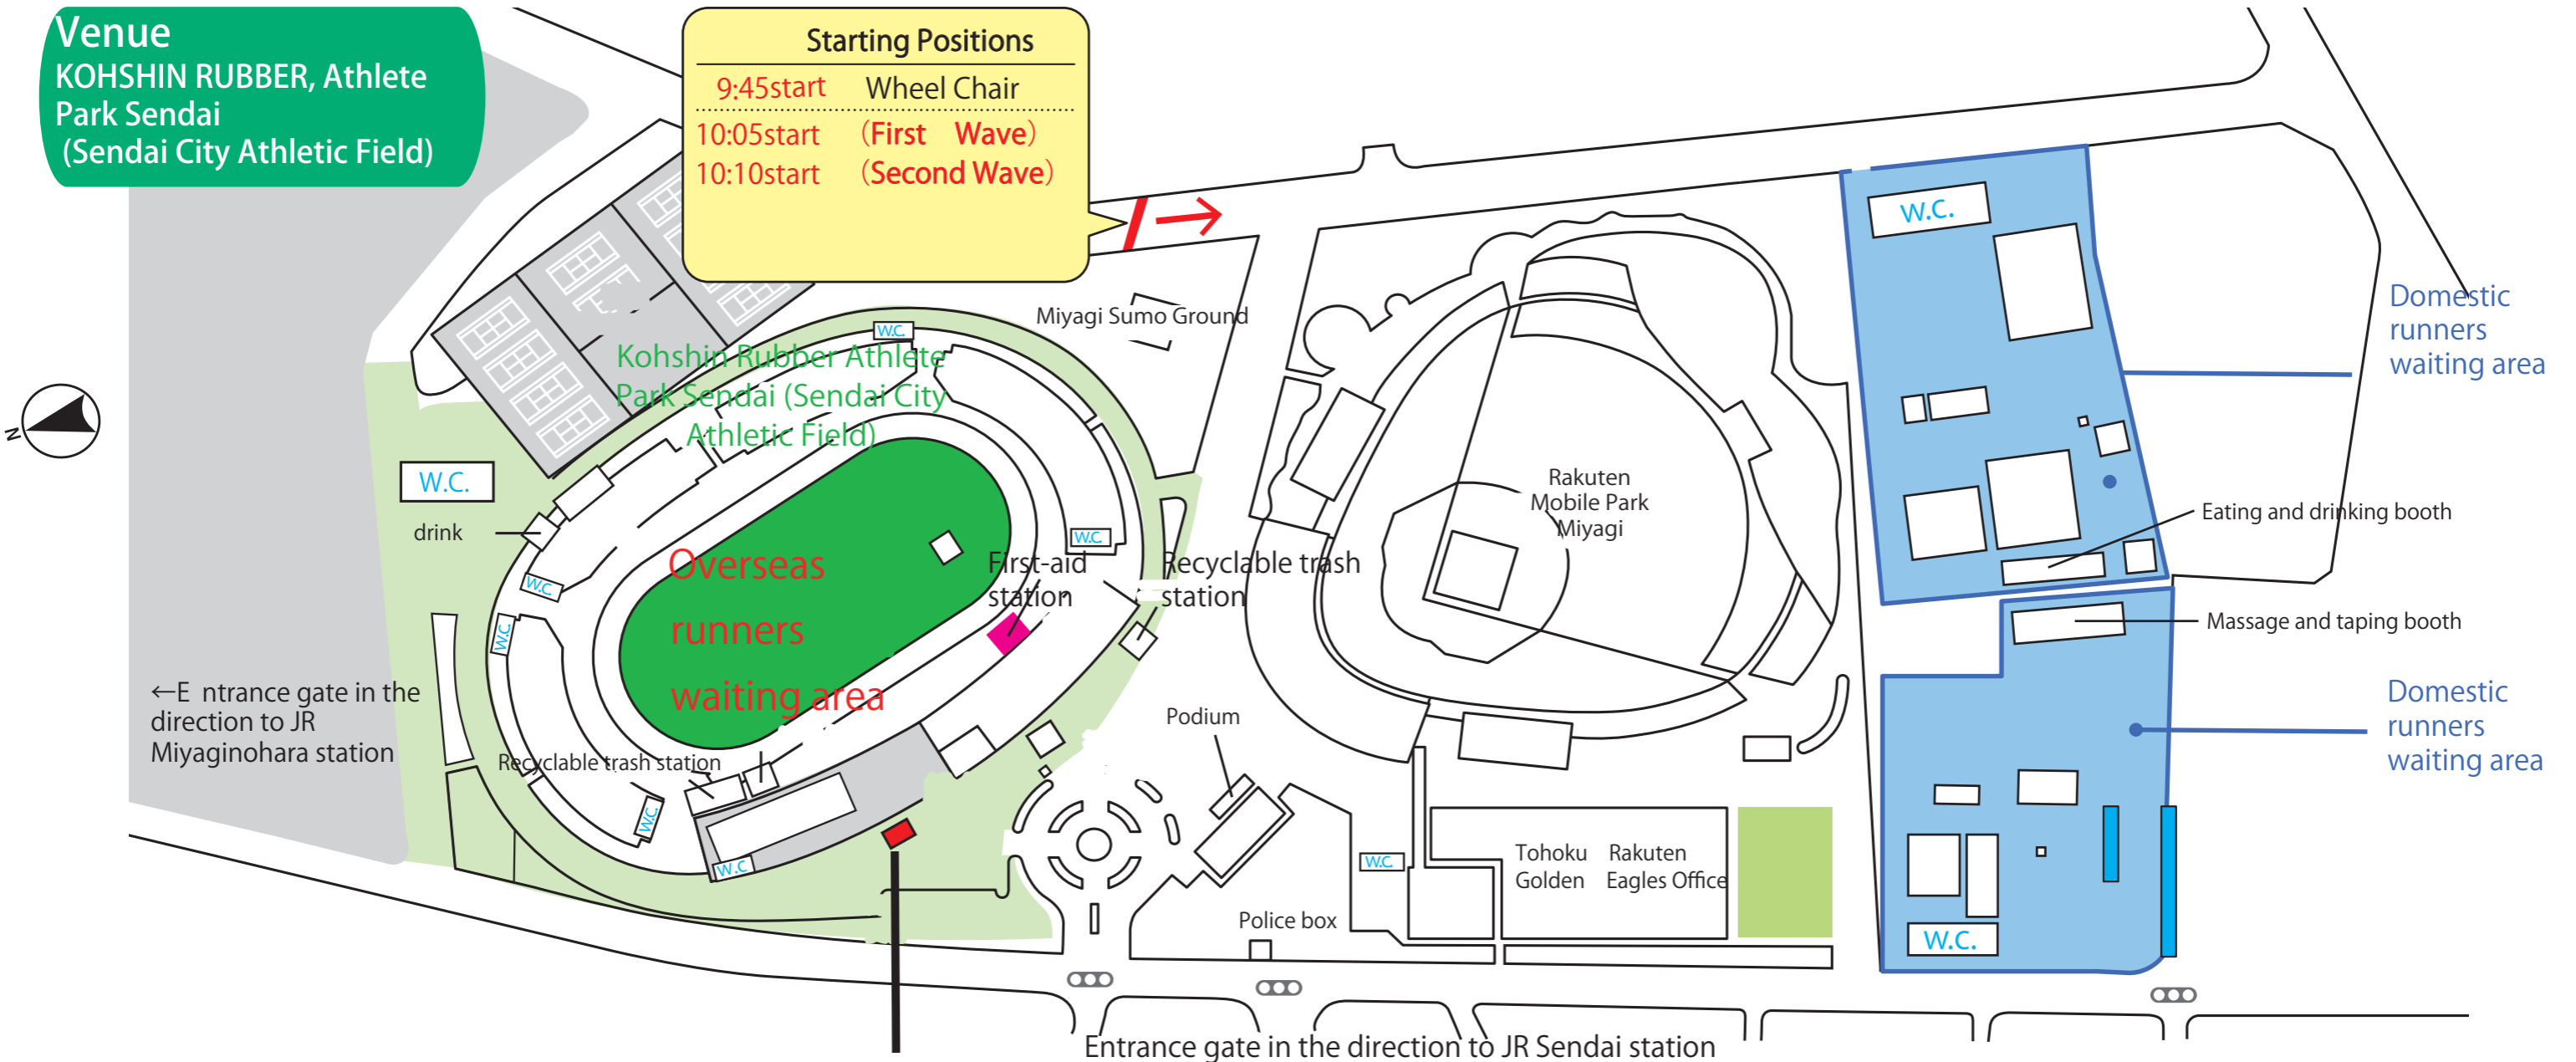 Venue
KOHSHIN RUBBER, Athlete
Park Sendai
(Sendai City Athletic Field)
Starting Positions
9:45start Wheel Chair
10:05start (First Wave)
10:10start (Second Wave)
W.C.
Domestic
runners
waiting area
Miyagi Sumo Ground
W.C.
Kohshin Rubber Athlete
Park Sendai (Sendai City
Athletic Field)
N
W.C.
drink
Rakuten
Mobile Park
Miyagi
Eating and drinking booth
W.C.
Overseas
runners
waiting area
First-aid
station
Recyclable trash
station
W.C.
W.C.
Massage and taping booth
←E ntrance gate in the
direction to JR
Miyaginohara station
Podium
Domestic
runners
waiting area
Recyclable trash station
W.C.
W.C
W.C.
Tohoku Rakuten
Golden Eagles Office
Police box
W.C.
Entrance gate in the direction to JR Sendai station